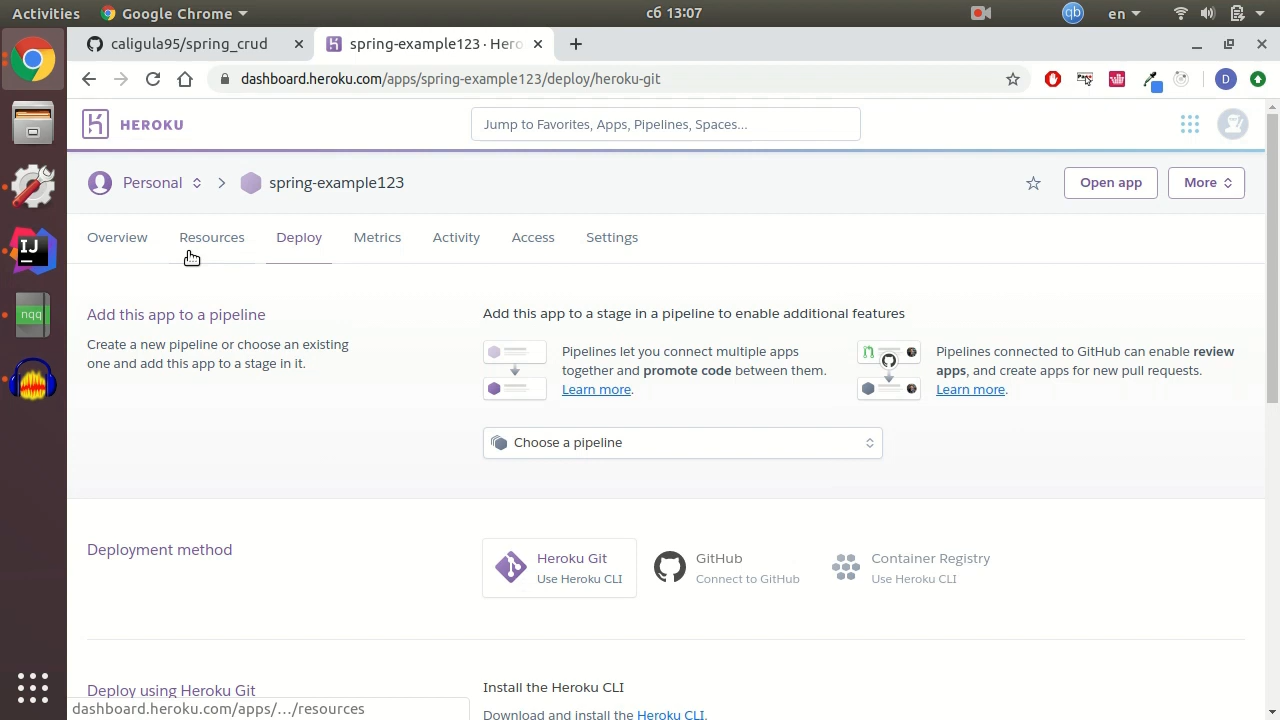 Activities
Google Chrome
сб 13:07
qb
en
caligula95/spring_crud
spring-example123 · Hero
dashboard.heroku.com/apps/spring-example123/deploy/heroku-git
D
HEROKU
Jump to Favorites, Apps, Pipelines, Spaces...
Personal
spring-example123
Open app
More
Overview
Resources
Deploy
Metrics
Activity
Access
Settings
IJ
nqq
Add this app to a pipeline
Create a new pipeline or choose an existing
one and add this app to a stage in it.
Add this app to a stage in a pipeline to enable additional features
Pipelines let you connect multiple apps
together and promote code between them.
Learn more.
Pipelines connected to GitHub can enable review
apps, and create apps for new pull requests.
Learn more.
Choose a pipeline
Deployment method
Heroku Git
Use Heroku CLI
GitHub
Connect to GitHub
Container Registry
Use Heroku CLI
Deploy using Heroku Git
Install the Heroku CLI
Download and install the Heroku CLI.
dashboard.heroku.com/apps/…/resources